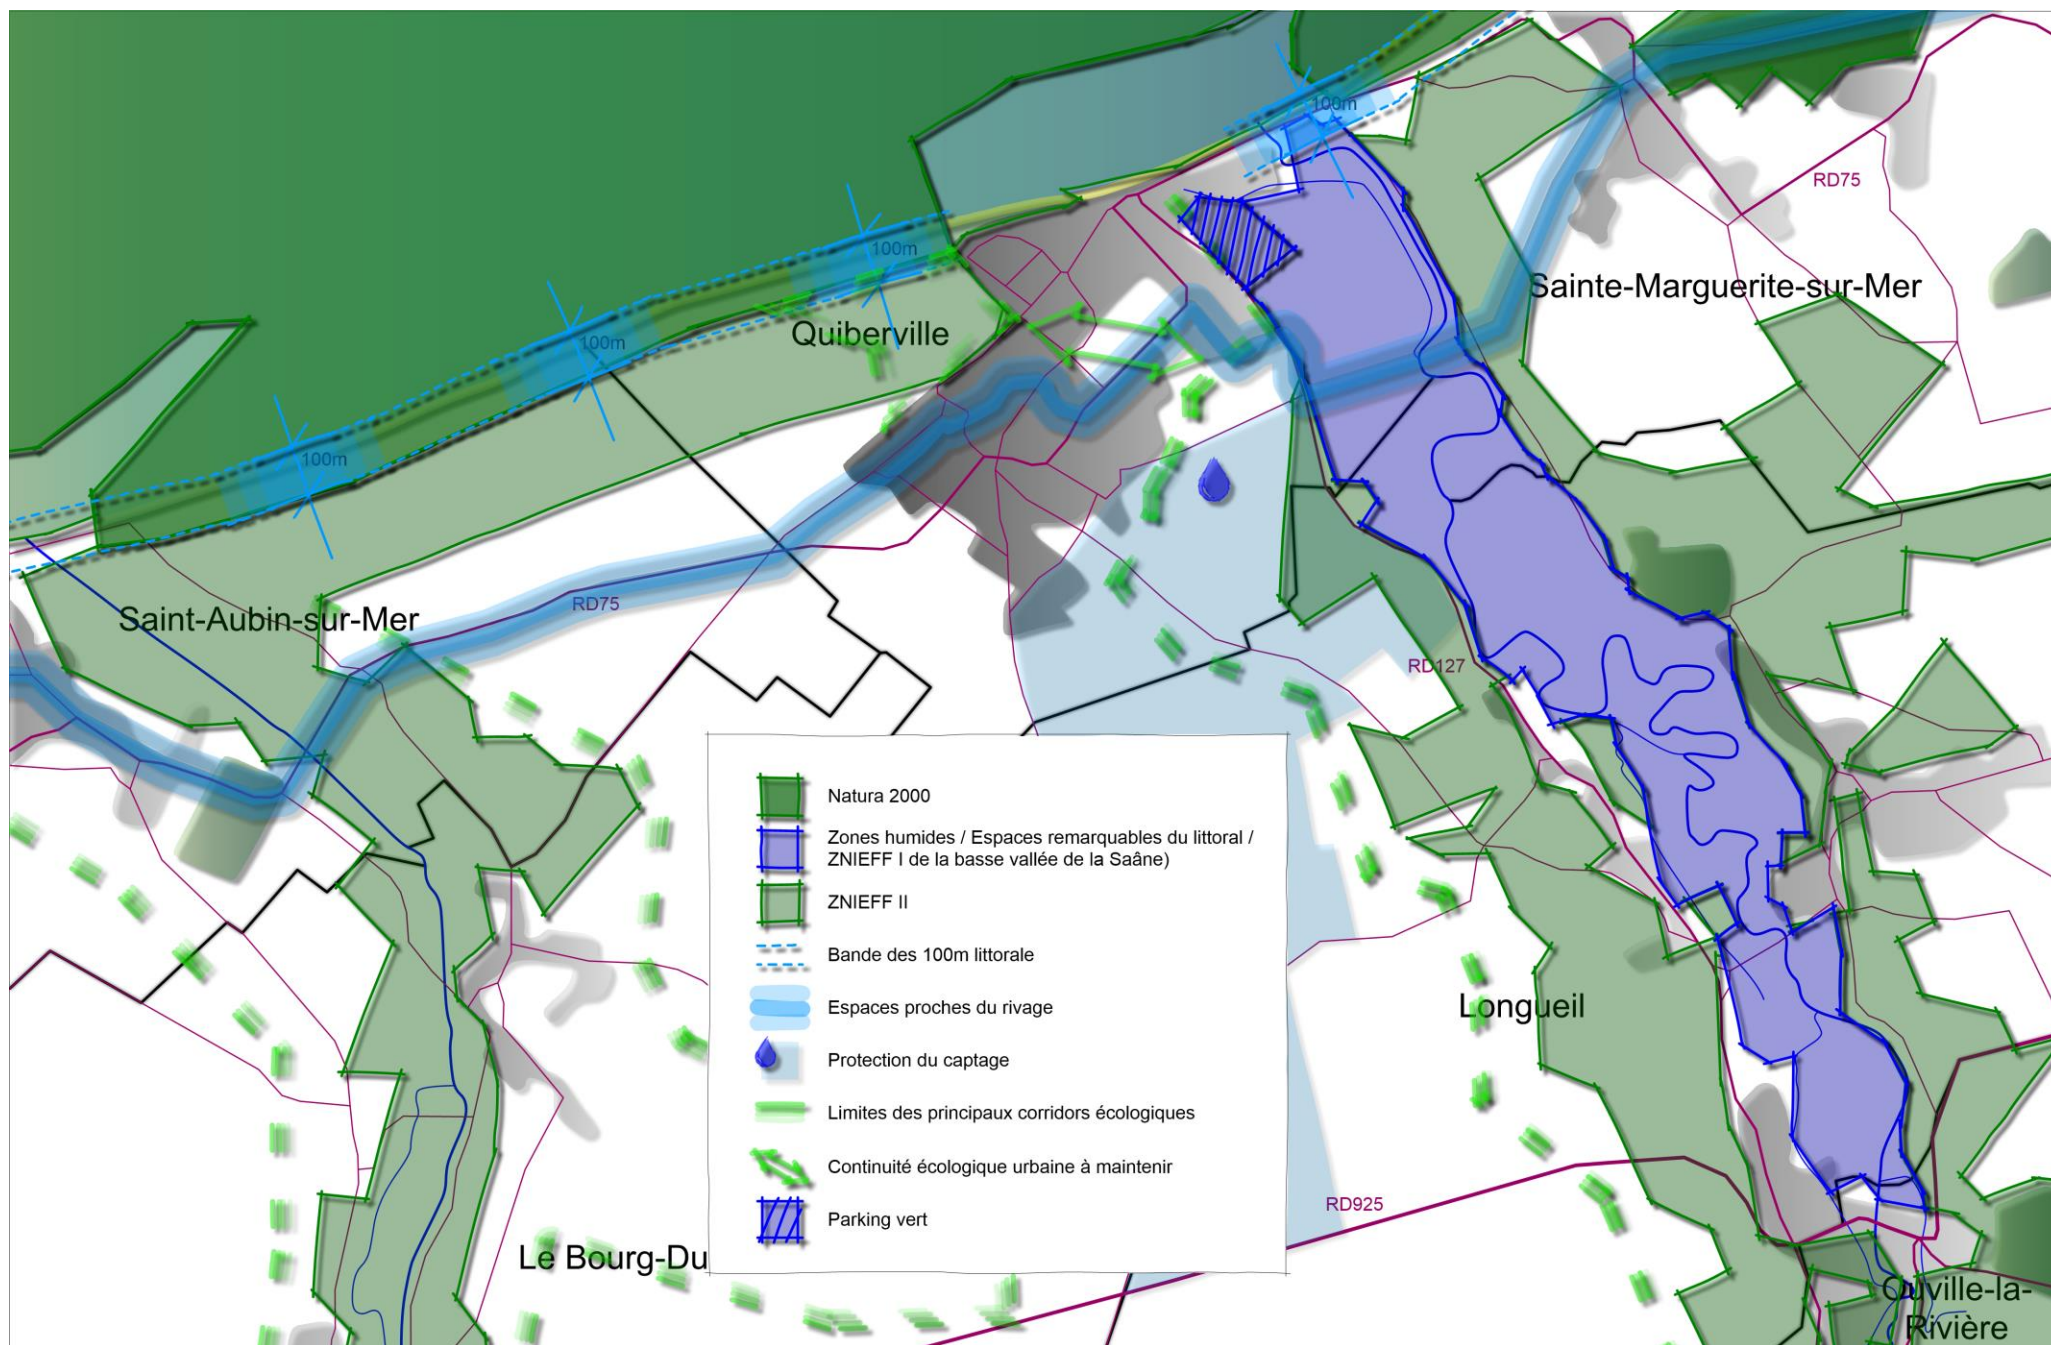 100m
RD75
100m
Sainte-Marguerite-sur-Mer
Quiberville
100m
100m
RD75
Saint-Aubin-sur-Mer
RD127
Natura 2000
Zones humides / Espaces remarquables du littoral /
ZNIEFF I de la basse vallée de la Saâne)
ZNIEFF II
Bande des 100m littorale
Espaces proches du rivage
Longueil
Protection du captage
Limites des principaux corridors écologiques
Continuité écologique urbaine à maintenir
Parking vert
RD925
Le Bourg-Du
Ouville-la-
Rivière